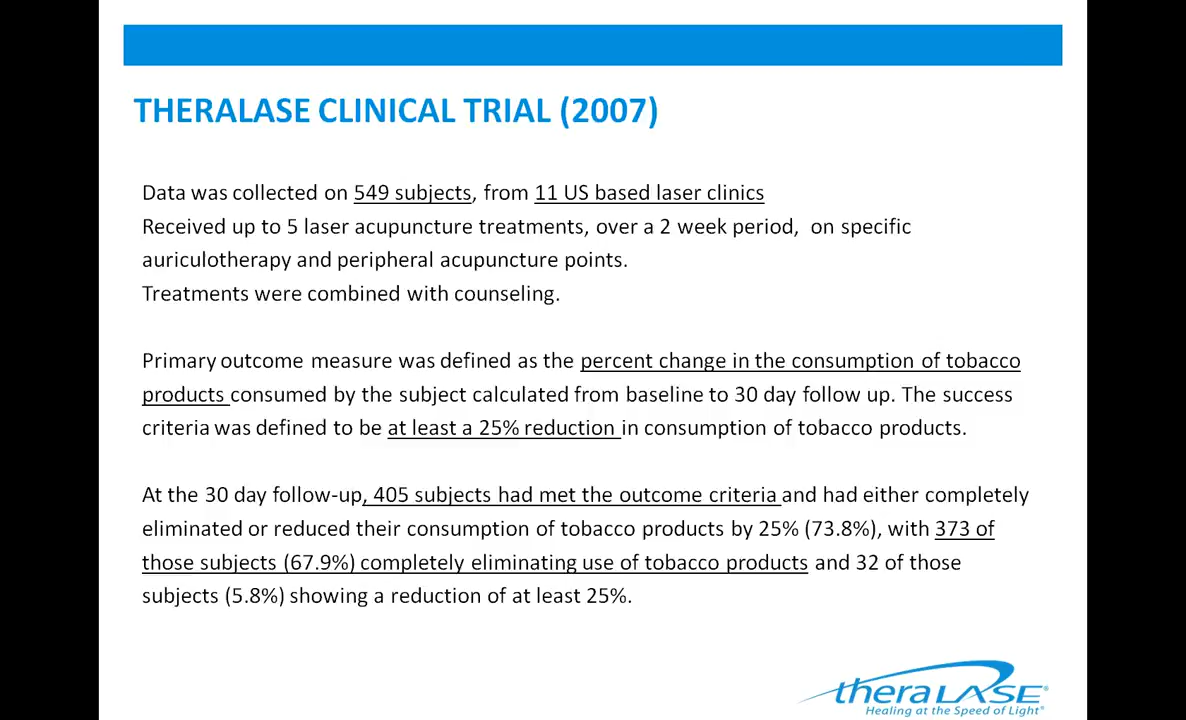 THERALASE CLINICAL TRIAL (2007)
Data was collected on 549 subjects, from 11 US based laser clinics
Received up to 5 laser acupuncture treatments, over a 2 week period, on specific
auriculotherapy and peripheral acupuncture points.
Treatments were combined with counseling.
Primary outcome measure was defined as the percent change in the consumption of tobacco
products consumed by the subject calculated from baseline to 30 day follow up. The success
criteria was defined to be at least a 25% reduction in consumption of tobacco products.
At the 30 day follow-up, 405 subjects had met the outcome criteria and had either completely
eliminated or reduced their consumption of tobacco products by 25% (73.8%), with 373 of
those subjects (67.9%) completely eliminating use of tobacco products and 32 of those
subjects (5.8%) showing a reduction of at least 25%.
theraLASE®
Healing at the Speed of Light®